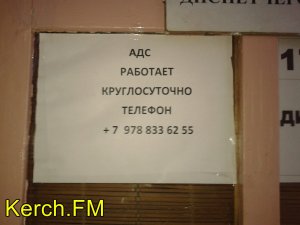 АДС
РАБОТАЕТ
КРУГЛОСУТОЧНО
ТЕЛЕФОН
+ 7 978 833 62 55
Kerch.FM